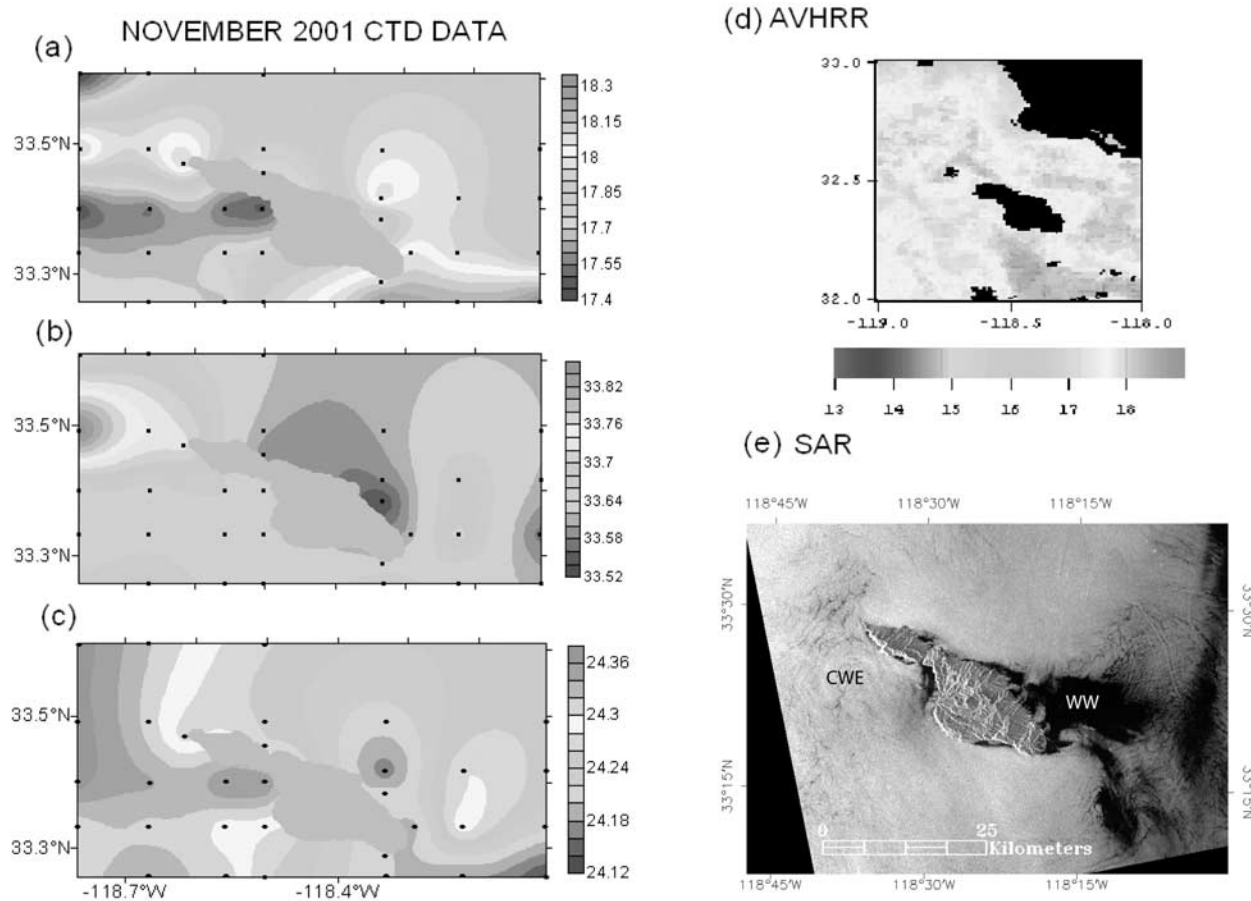 NOVEMBER 2001 CTD DATA
(a)
33.5°N
33.3°N
18.3
18.15
18
17.85
17.7
17.55
17.4
(b)
33.5°N
33.3°N
33.82
33.76
33.7
33.64
33.58
33.52
(c)
33.5°N
33.3°N
-118.7°W
-118.4°W
24.36
24.3
24.24
24.18
24.12
(d) AVHRR
33.0
32.5
32.0
-119.0
-118.5
-118.0
13
14
15
16
17
18
(e) SAR
118°45'W
118°30'W
118°15'W
33°30'N
33°30'N
CWE
WW
33°15'N
33°15'N
0
25
Kilometers
118°45'W
118°30'W
118°15'W